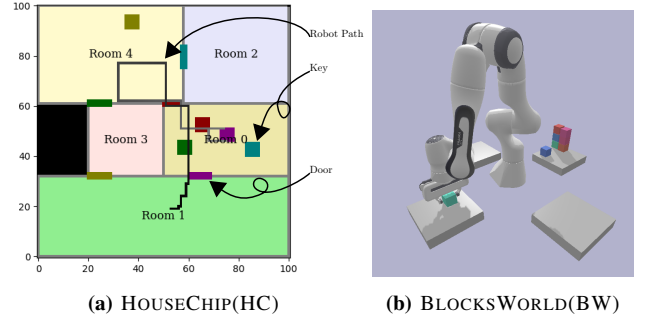 100
80
60
40
20
0
0
20
40
60
80
100
Room 4
Room 2
Room 3
Room 0
Room 1
Robot Path
Key
Door
(a) HOUSECHIP(HC)
(b) BLOCKSWORLD(BW)